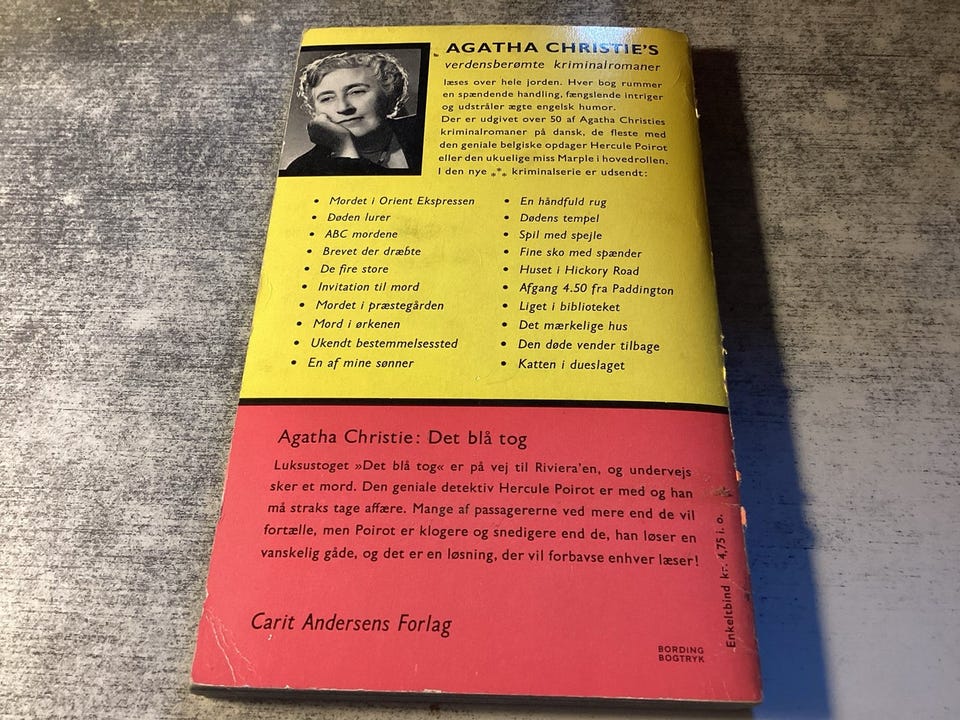 AGATHA CHRISTIE'S
verdensberømte kriminalromaner
læses over hele jorden. Hver bog rummer
en spændende handling, fængslende intriger
og udstråler ægte engelsk humor.
Der er udgivet over 50 af Agatha Christies
kriminalromaner på dansk, de fleste med
den geniale belgiske opdager Hercule Poirot
eller den ukuelige miss Marple i hovedrollen.
I den nye *** kriminalserie er udsendt:
• Mordet i Orient Ekspressen
• Døden lurer
• ABC mordene
• Brevet der dræbte
• De fire store
• Invitation til mord
• Mordet i præstegården
• Mord i ørkenen
• Ukendt bestemmelsessted
• En af mine sønner
• En håndfuld rug
• Dødens tempel
• Spil med spejle
• Fine sko med spænder
• Huset i Hickory Road
• Afgang 4.50 fra Paddington
• Liget i biblioteket
• Det mærkelige hus
• Den døde vender tilbage
• Katten i dueslaget
Agatha Christie: Det blå tog
Luksustoget »Det blå tog« er på vej til Riviera'en, og undervejs
sker et mord. Den geniale detektiv Hercule Poirot er med og han
må straks tage affære. Mange af passagererne ved mere end de vil
fortælle, men Poirot er klogere og snedigere end de, han løser en
vanskelig gåde, og det er en løsning, der vil forbavse enhver læser!
Carit Andersens Forlag
BORDING
BOGTRYK
Enkeltbind kr. 4,75 i. o.